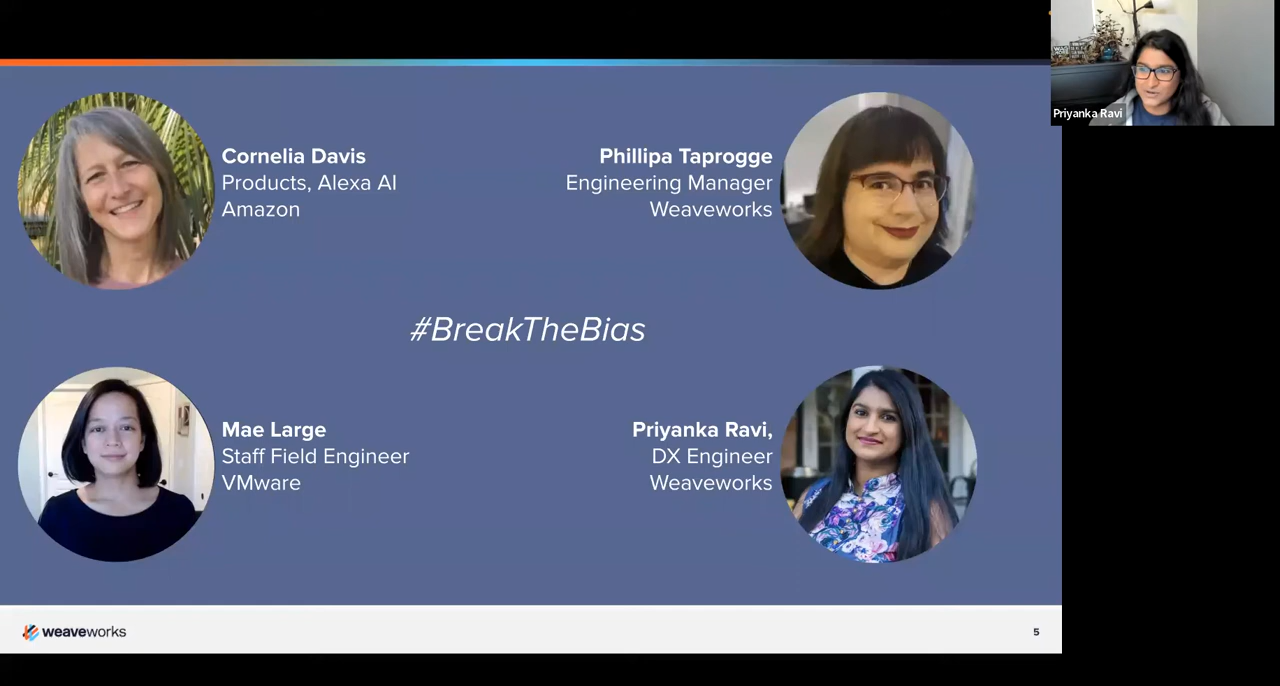 Cornelia Davis
Products, Alexa AI
Amazon
Phillipa Taprogge
Engineering Manager
Weaveworks
#BreakTheBias
Mae Large
Staff Field Engineer
VMware
Priyanka Ravi,
DX Engineer
Weaveworks
weaveworks
5
Priyanka Ravi